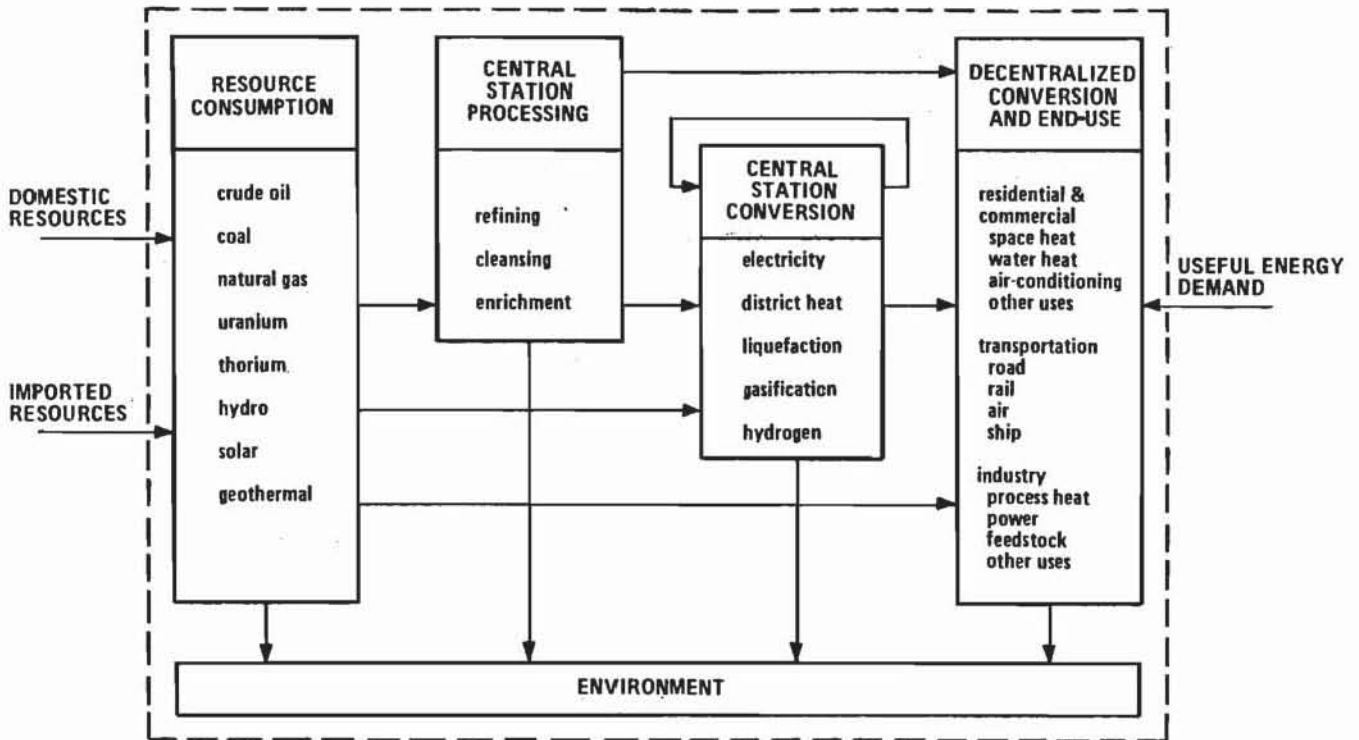 DOMESTIC
RESOURCES
IMPORTED
RESOURCES
RESOURCE
CONSUMPTION
crude oil
coal
natural gas
uranium
thorium
hydro
solar
geothermal
CENTRAL
STATION
PROCESSING
refining
cleansing
enrichment
CENTRAL
STATION
CONVERSION
electricity
district heat
liquefaction
gasification
hydrogen
DECENTRALIZED
CONVERSION
AND END-USE
residential &
commercial
space heat
water heat
air-conditioning
other uses
transportation
road
rail
air
ship
industry
process heat
power
feedstock
other uses
USEFUL ENERGY
DEMAND
ENVIRONMENT